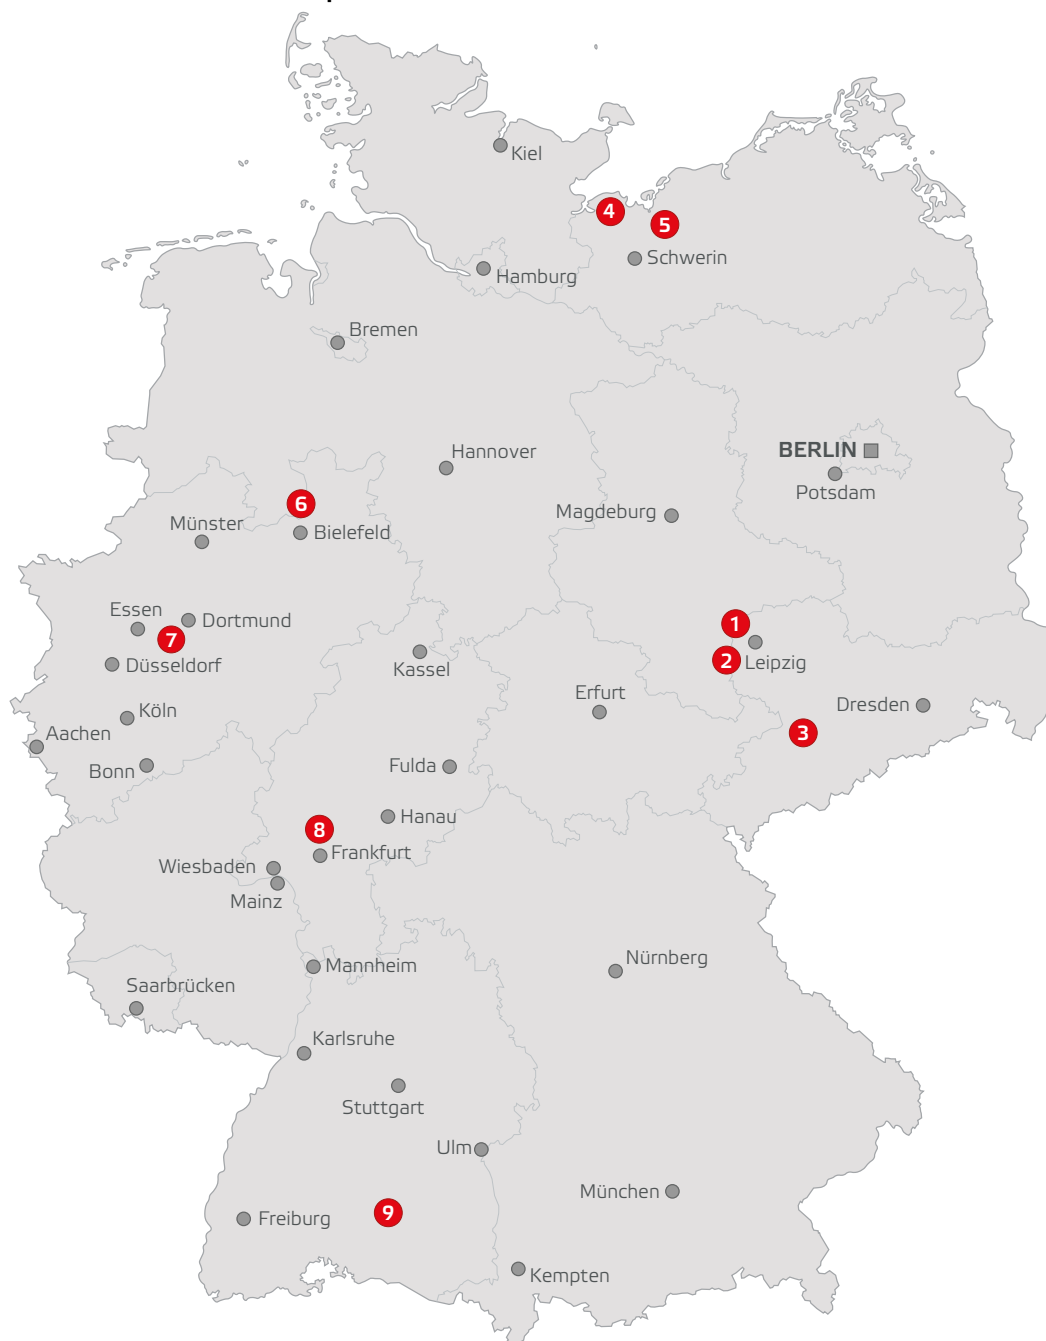 Kiel
4
5
Schwerin
Hamburg
Bremen
Hannover
BERLIN
Potsdam
6
Magdeburg
Münster
Bielefeld
Essen
Dortmund
1
7
2
Leipzig
Düsseldorf
Kassel
Erfurt
Dresden
Köln
3
Aachen
Bonn
Fulda
Hanau
8
Frankfurt
Wiesbaden
Mainz
Nürnberg
Mannheim
Saarbrücken
Karlsruhe
Stuttgart
Ulm
München
9
Freiburg
Kempten